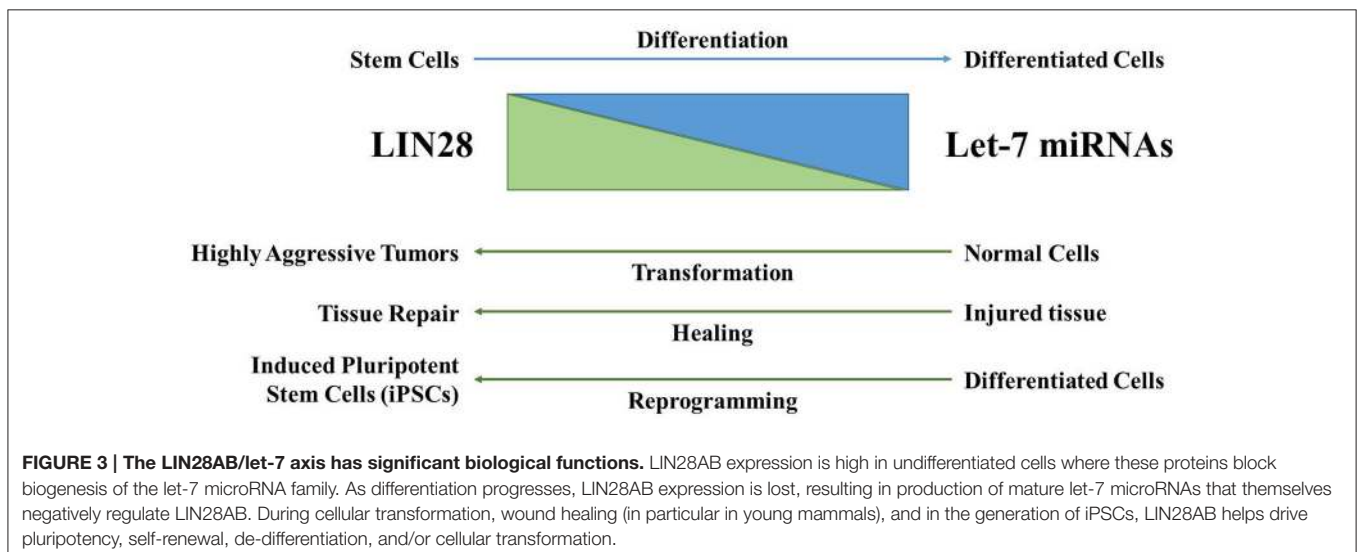 Differentiation
Stem Cells
Differentiated Cells
LIN28
Let-7 miRNAs
Highly Aggressive Tumors
Normal Cells
Transformation
Tissue Repair
Injured tissue
Healing
Induced Pluripotent
Stem Cells (iPSCs)
Differentiated Cells
Reprogramming
FIGURE 3 | The LIN28AB/let-7 axis has significant biological functions. LIN28AB expression is high in undifferentiated cells where these proteins block
biogenesis of the let-7 microRNA family. As differentiation progresses, LIN28AB expression is lost, resulting in production of mature let-7 microRNAs that themselves
negatively regulate LIN28AB. During cellular transformation, wound healing (in particular in young mammals), and in the generation of iPSCs, LIN28AB helps drive
pluripotency, self-renewal, de-differentiation, and/or cellular transformation.